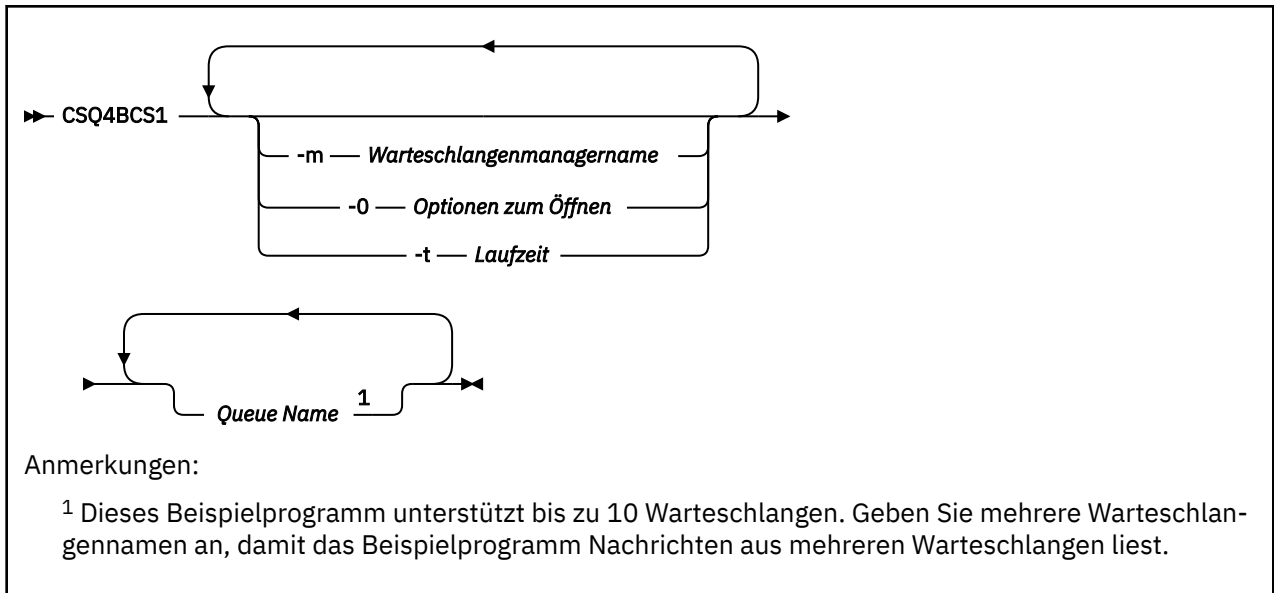 CSQ4BCS1
-m Warteschlangenmanagername
-0 Optionen zum Öffnen
-t Laufzeit
Queue Name 1
Anmerkungen:
1 Dieses Beispielprogramm unterstützt bis zu 10 Warteschlangen. Geben Sie mehrere Warteschlan-
gennamen an, damit das Beispielprogramm Nachrichten aus mehreren Warteschlangen liest.